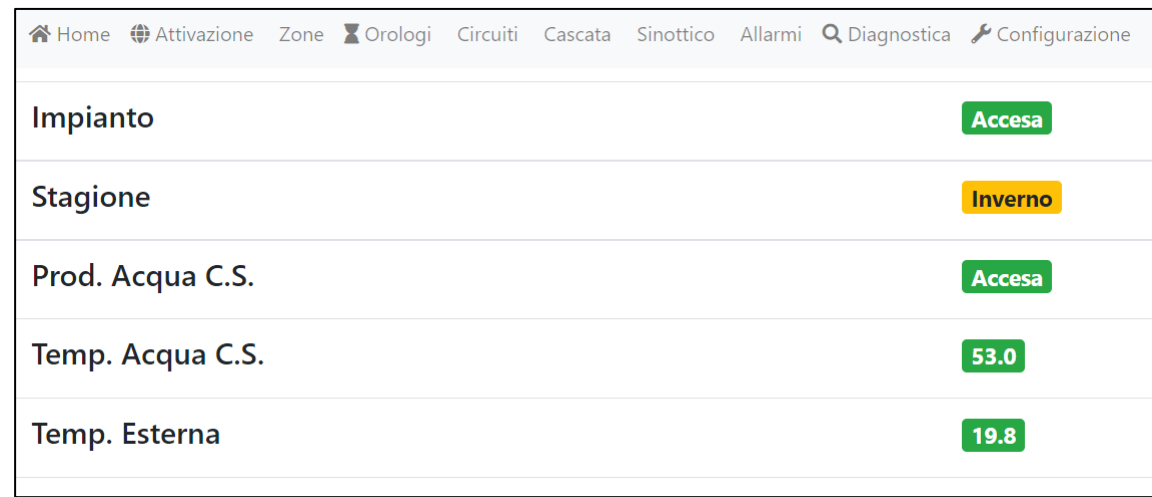 Home Attivazione Zone Orologi Circuiti Cascata Sinottico Allarmi Diagnostica Configurazione
Impianto Accesa
Stagione Inverno
Prod. Acqua C.S. Accesa
Temp. Acqua C.S. 53.0
Temp. Esterna 19.8